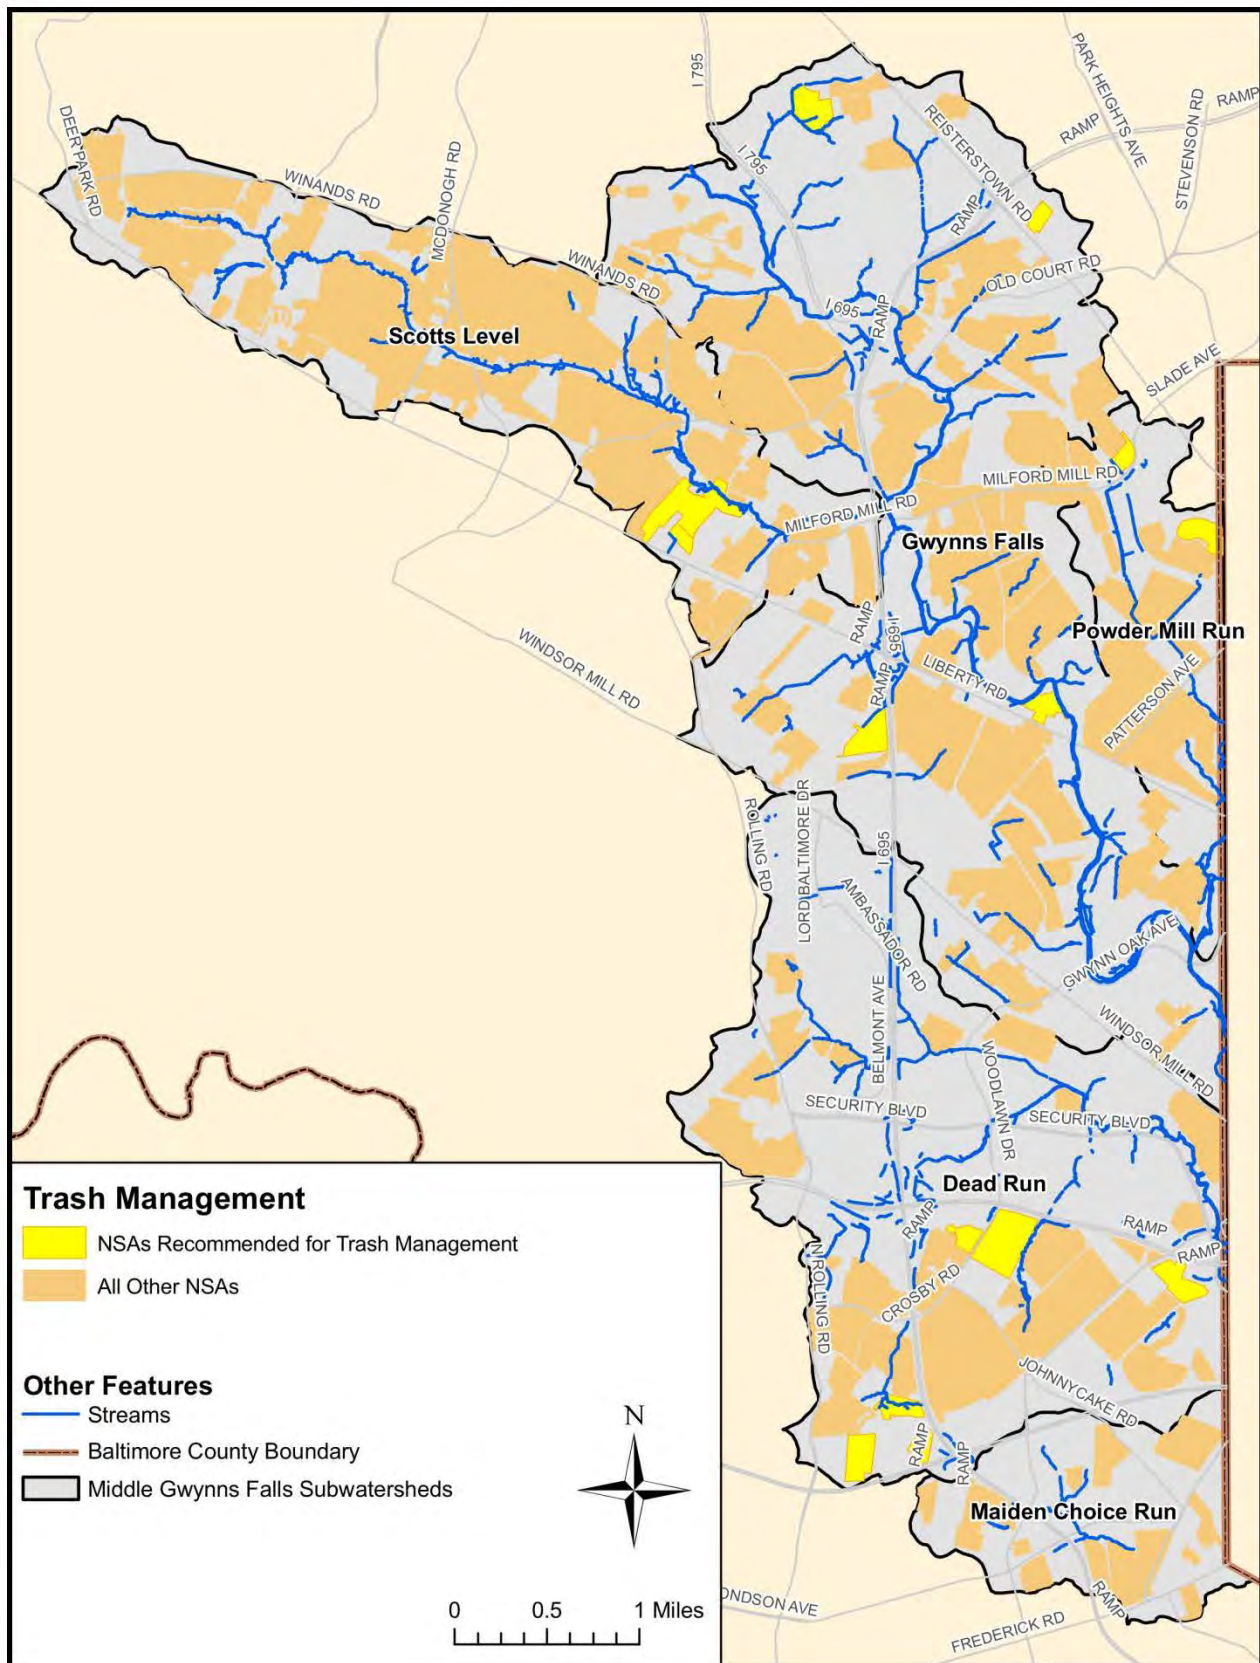 I 795
PARK HEIGHTS AVE
RAMP
RAMP
STEVENSON RD
DEER PARK RD
REISTERSTOWN RD
I 795
MCDONOGH RD
WINANDS RD
RAMP
WINANDS RD
OLD COURT RD
I 695
RAMP
Scotts Level
SLADE AVE
MILFORD MILL RD
MILFORD MILL RD
Gwynns Falls
RAMP
I 695
Powder Mill Run
WINDSOR MILL RD
RAMP
LIBERTY RD
PATTERSON AVE
ROLLING RD
LORD BALTIMORE DR
I 695
AMBASSADOR RD
GWYNN OAK AVE
BELMONT AVE
WINDSOR MILL RD
WOODLAWN DR
SECURITY BLVD
SECURITY BLVD
Dead Run
RAMP
RAMP
RAMP
N ROLLING RD
CROSBY RD
JOHNNYCAKE RD
RAMP
RAMP
Maiden Choice Run
RAMP
ONDSON AVE
FREDERICK RD
Trash Management
NSAs Recommended for Trash Management
All Other NSAs
Other Features
Streams
Baltimore County Boundary
Middle Gwynns Falls Subwatersheds
N
0 0.5 1 Miles